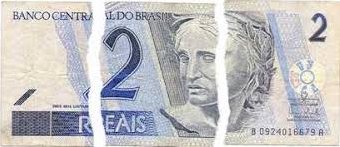 BANCO CENTRAL DO BRASIL
2
2
REAIS
B 0924016679 A